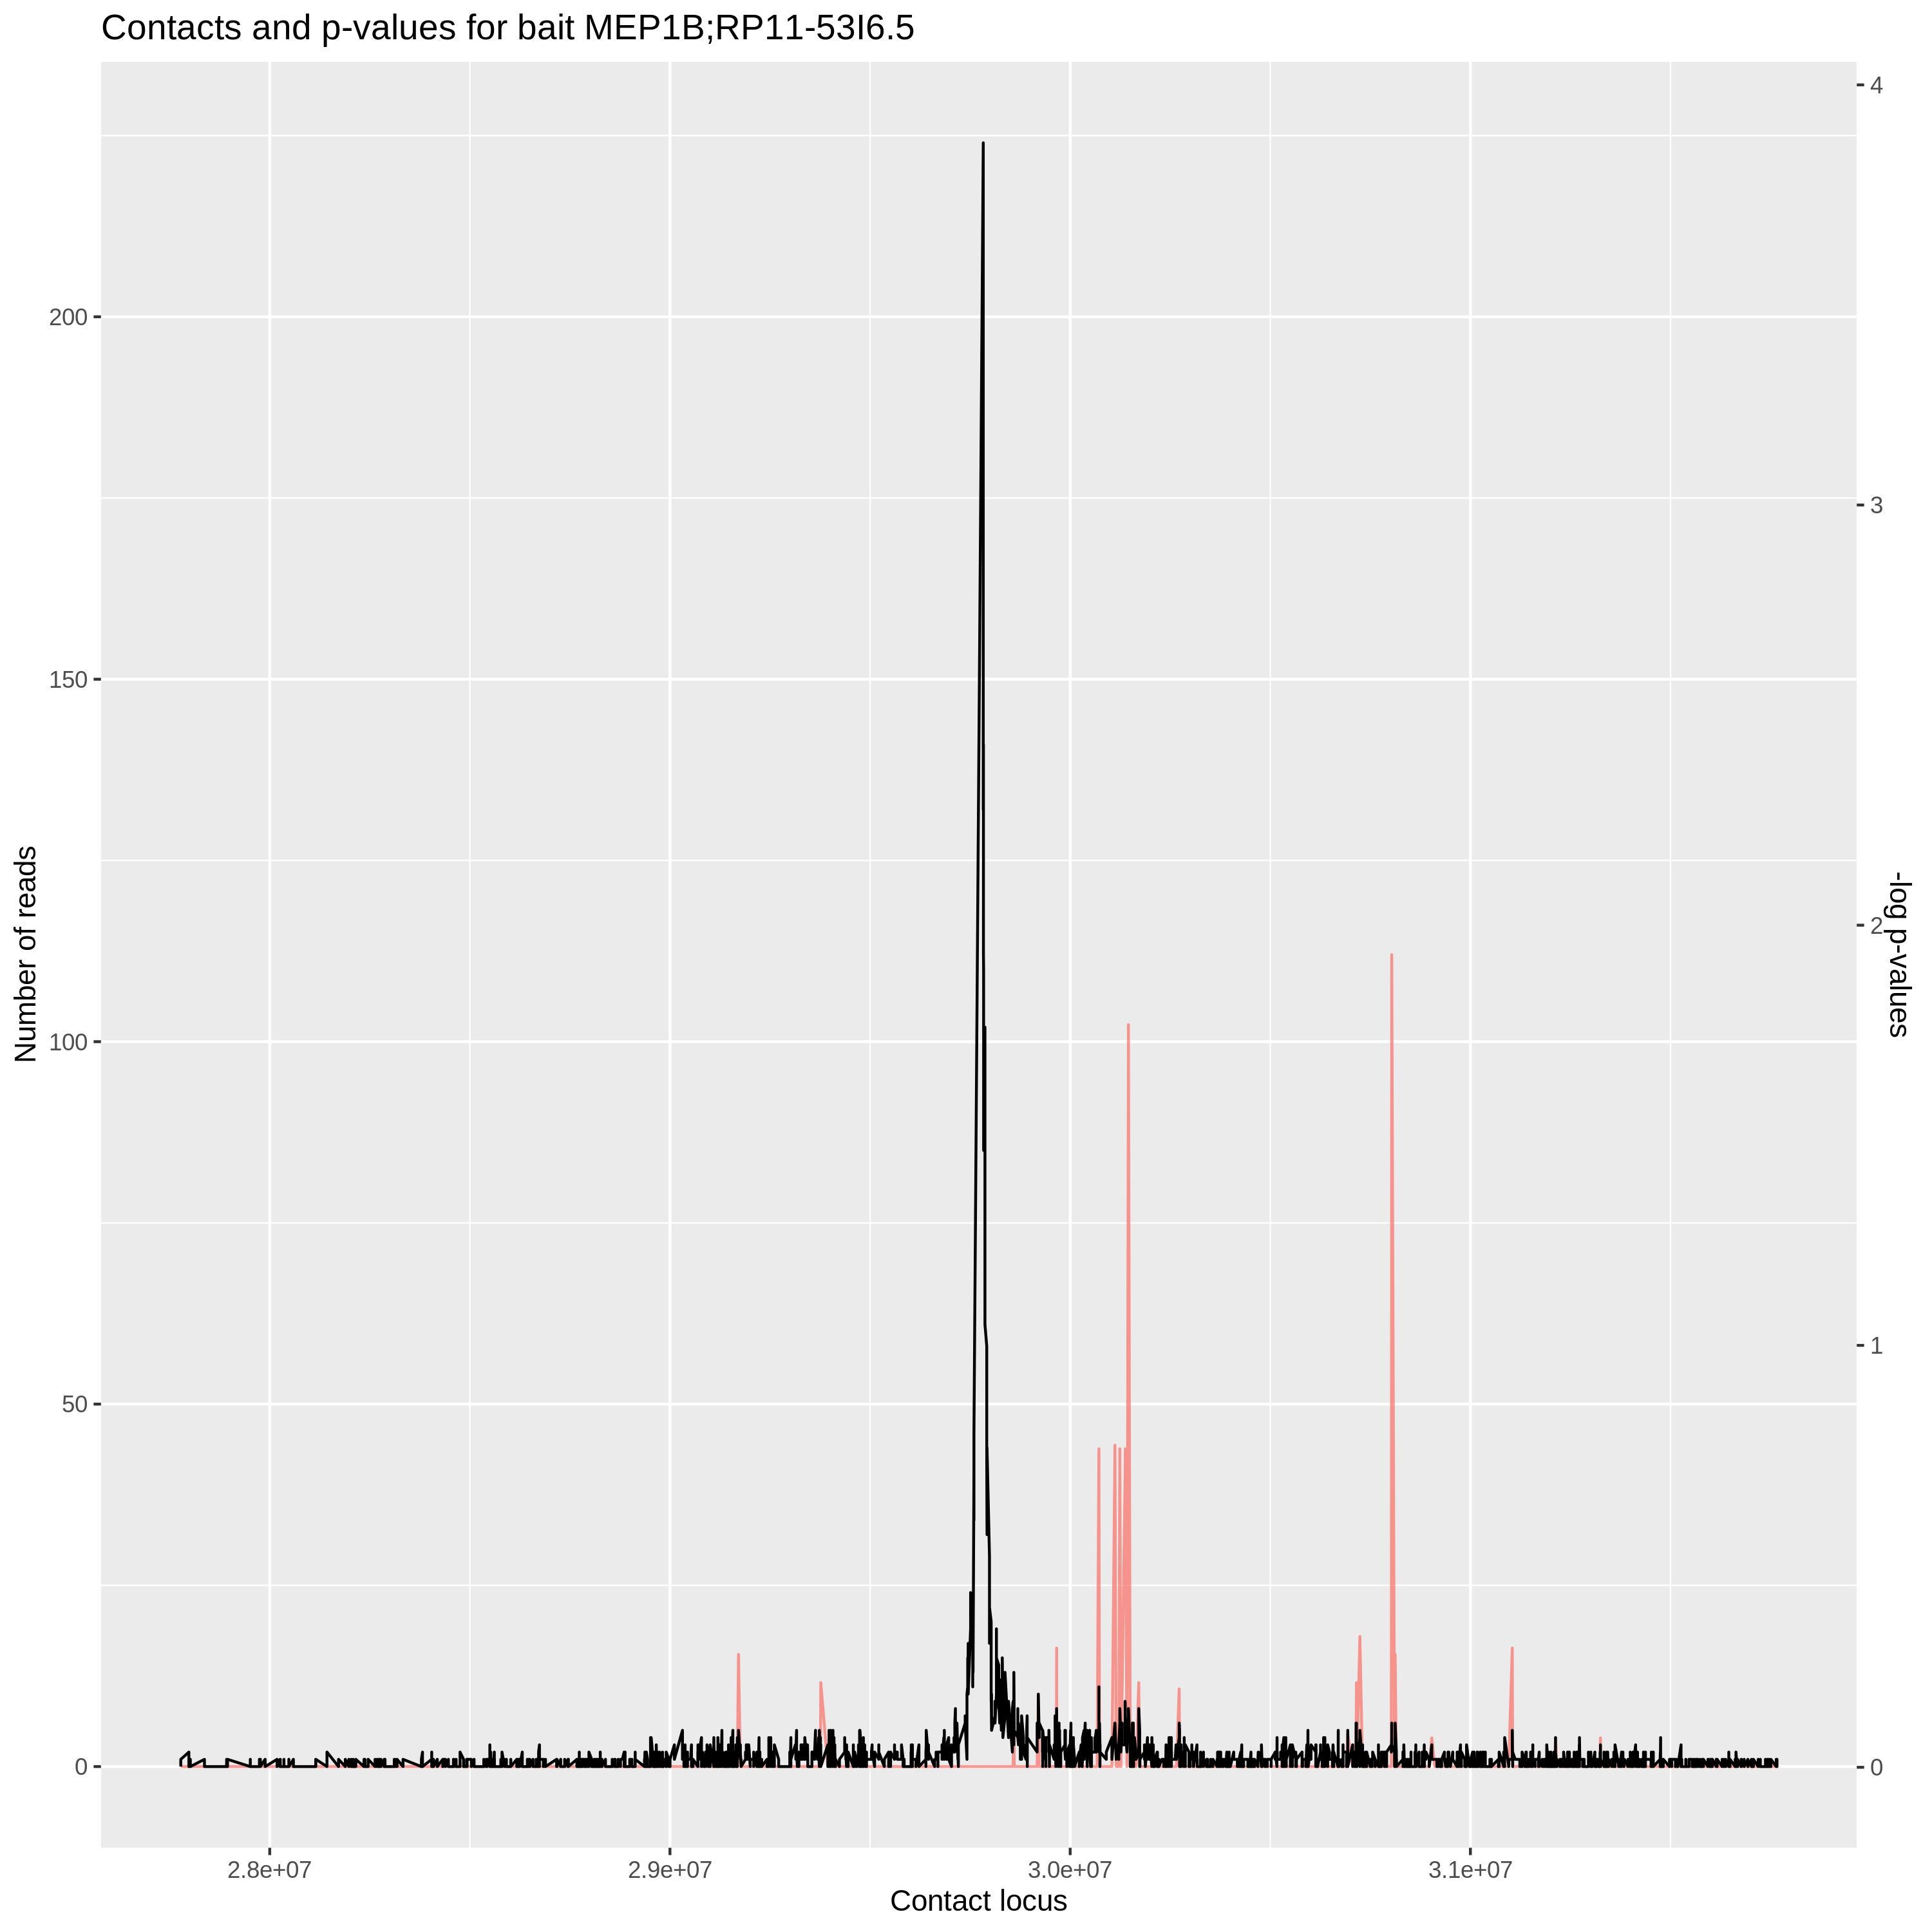 Contacts and p-values for bait MEP1B;RP11-53I6.5
Number of reads
200
150
100
50
0
4
3
2
1
0
-log p-values
2.8e+07 2.9e+07 3.0e+07 3.1e+07
Contact locus